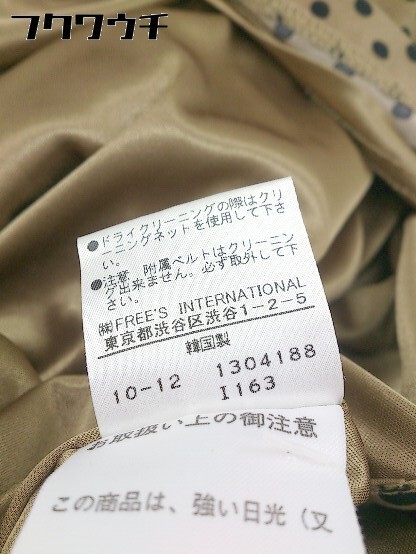 フクワウチ
●ドライクリーニングの際はクリ
ーニングネットを使用して下さ
い。
●注意 附属ベルトはクリーニン
グ出来ません。必ず取外して下
さい。
㈱FREE'S INTERNATIONAL
東京都渋谷区渋谷1-2-5
韓国製
10-12 1304188
I163
お取扱い上の御注意
この商品は、強い日光（又